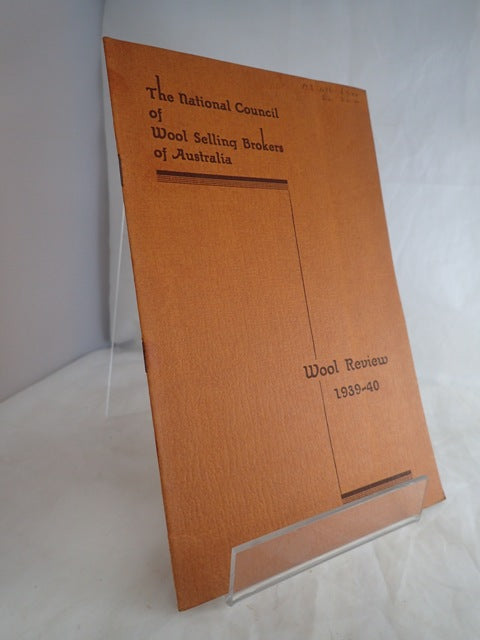 The National Council
of
Wool Selling Brokers
of Australia
Wool Review
1939-40